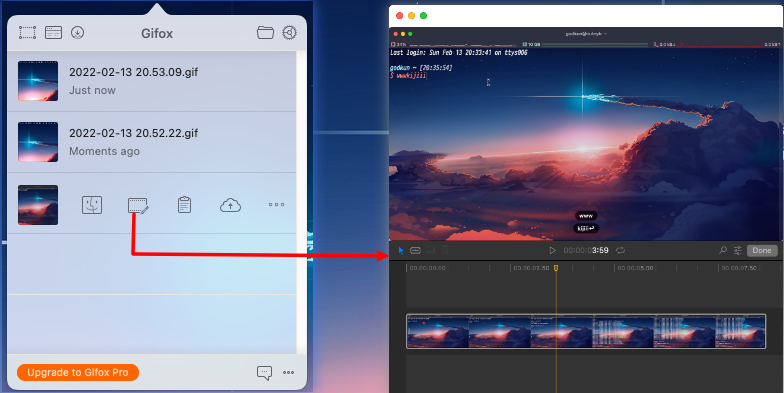 Gifox
2022-02-13 20.53.09.gif
Just now
2022-02-13 20.52.22.gif
Moments ago
Upgrade to Gifox Pro
last login: Sun Feb 13 20:33:41 on ttys006
godkun ~ [20:35:54]
$ wwwkijiii
www
kijiii↵
00:00:03:59
Done
00:00:00.00
00:00:02.50
00:00:05.00
00:00:07.50